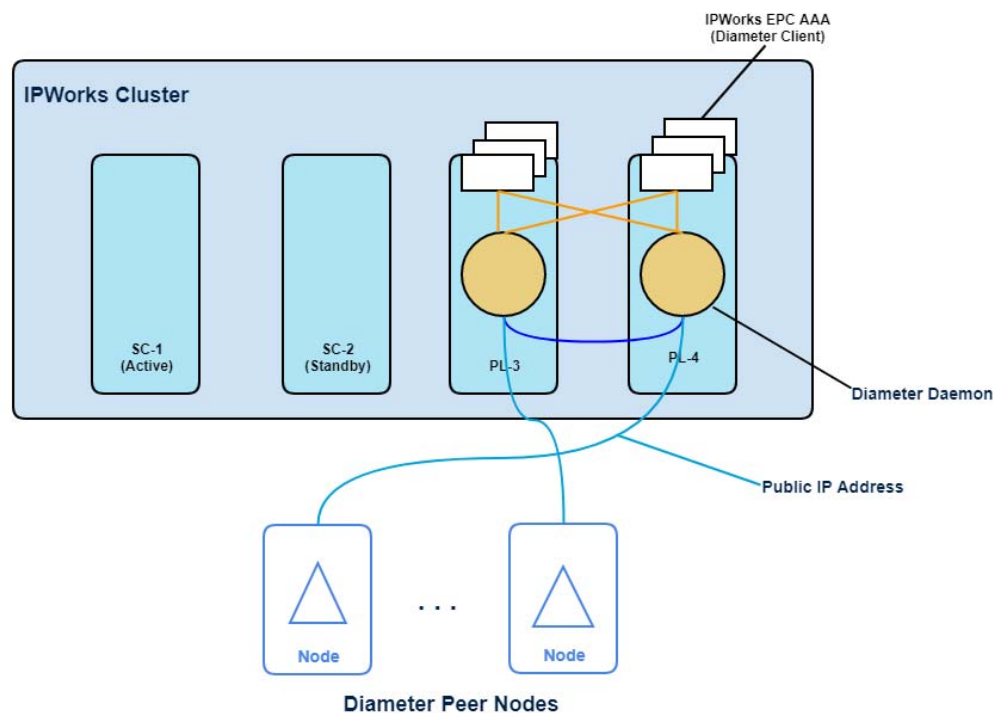 IPWorks EPC AAA
(Diameter Client)
IPWorks Cluster
SC-1
(Active)
SC-2
(Standby)
PL-3
PL-4
Diameter Daemon
Public IP Address
. . .
Node
Node
Diameter Peer Nodes